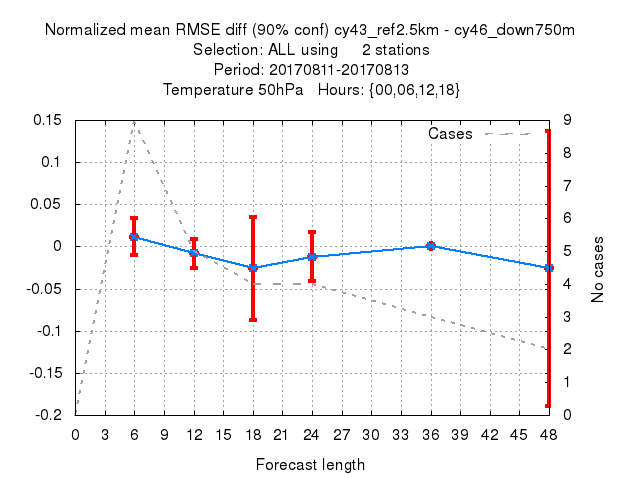 Normalized mean RMSE diff (90% conf) cy43_ref2.5km - cy46_down750m
Selection: ALL using 2 stations
Period: 20170811-20170813
Temperature 50hPa Hours: {00,06,12,18}
Cases
0.15
0.1
0.05
0
-0.05
-0.1
-0.15
-0.2
9
8
7
6
5
4
3
2
1
0
No cases
0 3 6 9 12 15 18 21 24 27 30 33 36 39 42 45 48
Forecast length